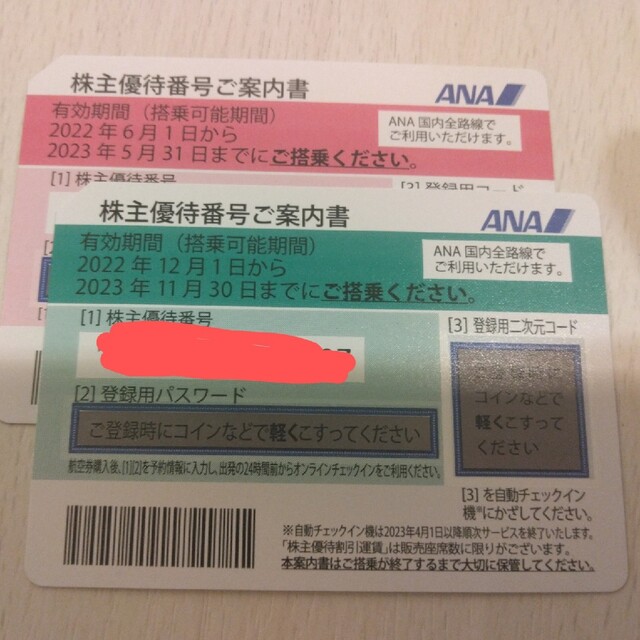 株主優待番号ご案内書
ANA
有効期間（搭乗可能期間）
2022年6月1日から
2023年5月31日までにご搭乗ください。
ANA国内全路線で
ご利用いただけます。
[1] 株主優待番号
株主優待番号ご案内書
ANA
有効期間（搭乗可能期間）
2022年12月1日から
2023年11月30日までにご搭乗ください。
ANA国内全路線で
ご利用いただけます。
[1] 株主優待番号
[2] 登録用パスワード
ご登録時にコインなどで軽くこすってください
航空券購入後、[1][2]を予約情報に入力し、出発の24時間前からオンラインチェックインをご利用ください。
[3] 登録用二次元コード
コインなどで
軽くこすって
ください
[3] を自動チェックイン
機※にかざしてください。
※自動チェックイン機は2023年4月1日以降順次サービスを終了いたします。
「株主優待割引運賃」は販売座席数に限りがございます。
本案内書はご搭乗が終了するまで大切に保管してください。